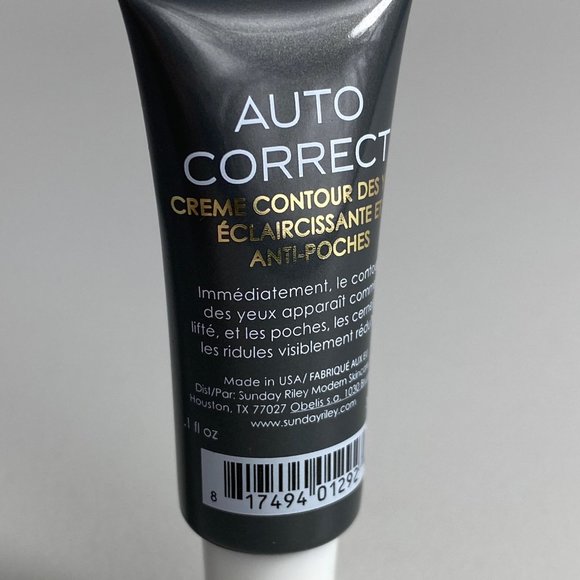 AUTO
CORRECT
CREME CONTOUR DES
ÉCLAIRCISSANTE ET
ANTI-POCHES
Immédiatement, le
des yeux apparaît
lifté, et les poches, les
les ridules visiblement
Made in USA/ FABRIQUÉ AUX
Dist/Par: Sunday Riley Modern
Houston, TX 77027 Obelis s.a. 1030
www.sundayriley.com
.1 fl oz
8 17494 01292